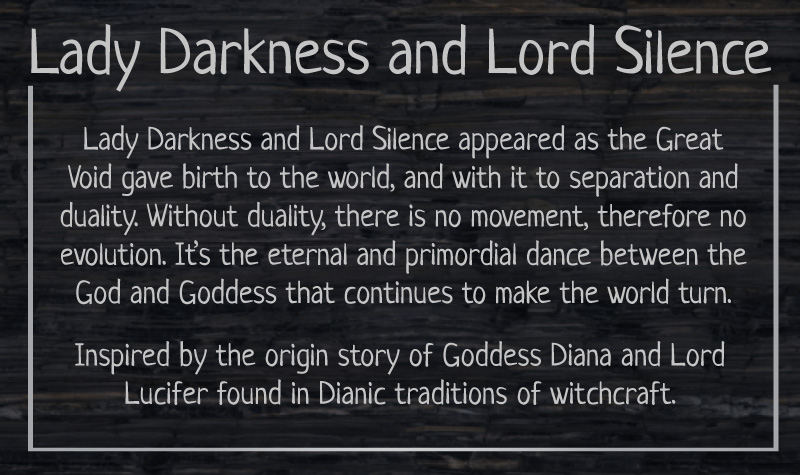 Lady Darkness and Lord Silence
Lady Darkness and Lord Silence appeared as the Great
Void gave birth to the world, and with it to separation and
duality. Without duality, there is no movement, therefore no
evolution. It’s the eternal and primordial dance between the
God and Goddess that continues to make the world turn.
Inspired by the origin story of Goddess Diana and Lord
Lucifer found in Dianic traditions of witchcraft.